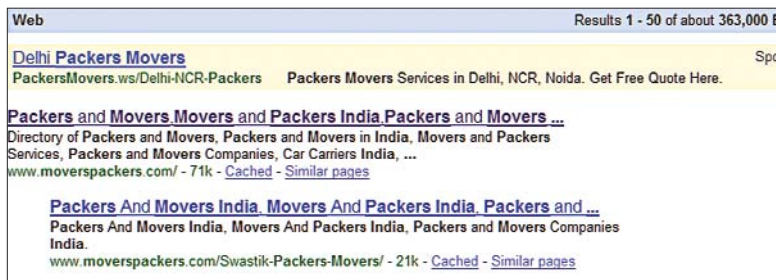 Web Results 1 - 50 of about 363,000
Delhi Packers Movers
PackersMovers.ws/Delhi-NCR-Packers Packers Movers Services in Delhi, NCR, Noida. Get Free Quote Here.
Packers and Movers,Movers and Packers India,Packers and Movers ...
Directory of Packers and Movers, Packers and Movers in India, Movers and Packers
Services, Packers and Movers Companies, Car Carriers India, ...
www.moverspackers.com/ - 71k - Cached - Similar pages
Packers And Movers India, Movers And Packers India, Packers and ...
Packers And Movers India, Movers And Packers India, Packers and Movers Companies
India.
www.moverspackers.com/Swastik-Packers-Movers/ - 21k - Cached - Similar pages